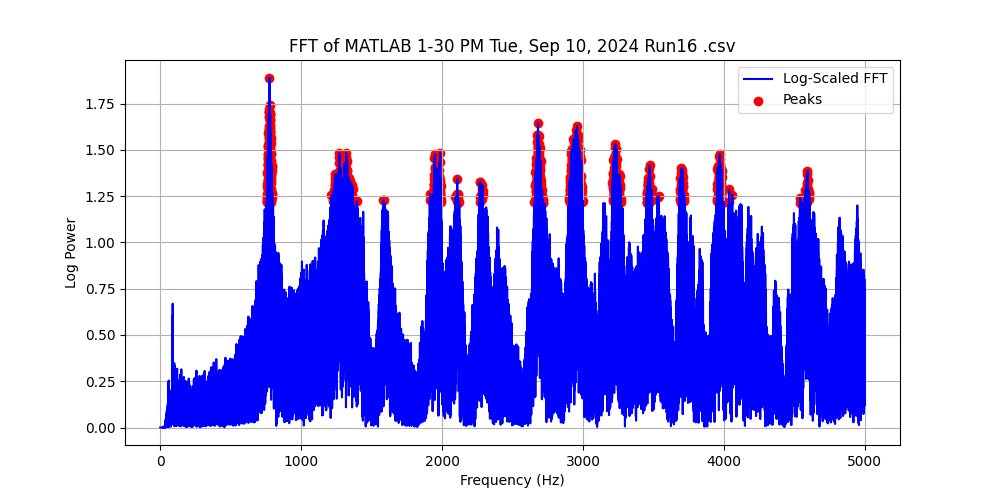 FFT of MATLAB 1-30 PM Tue, Sep 10, 2024 Run16 .csv
Log-Scaled FFT
Peaks
Log Power
1.75
1.50
1.25
1.00
0.75
0.50
0.25
0.00
0 1000 2000 3000 4000 5000
Frequency (Hz)